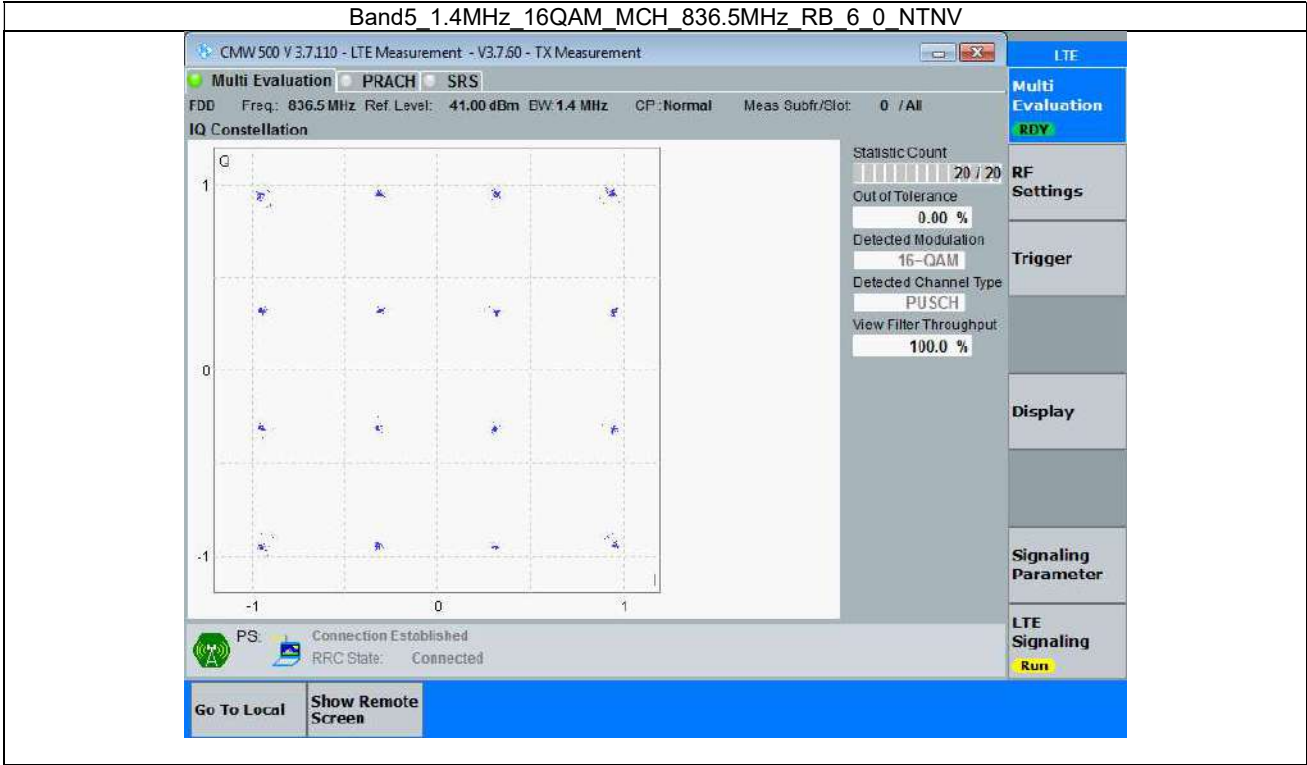 Band5_1.4MHz_16QAM_MCH_836.5MHz_RB_6_0_NTNV
CMW 500 V 3.7.110 - LTE Measurement - V3.7.60 - TX Measurement
LTE
Multi Evaluation PRACH SRS
FDD Freq.: 836.5 MHz Ref. Level: 41.00 dBm BW:1.4 MHz CP:Normal Meas Subfr/Slot: 0 / All
IQ Constellation
Q
1
0
-1
-1 0 1
I
Statistic Count
20 / 20
Out of Tolerance
0.00 %
Detected Modulation
16-QAM
Detected Channel Type
PUSCH
View Filter Throughput
100.0 %
Multi
Evaluation
RDY
RF
Settings
Trigger
Display
Signaling
Parameter
LTE
Signaling
Run
PS: Connection Established
RRC State: Connected
Go To Local
Show Remote
Screen